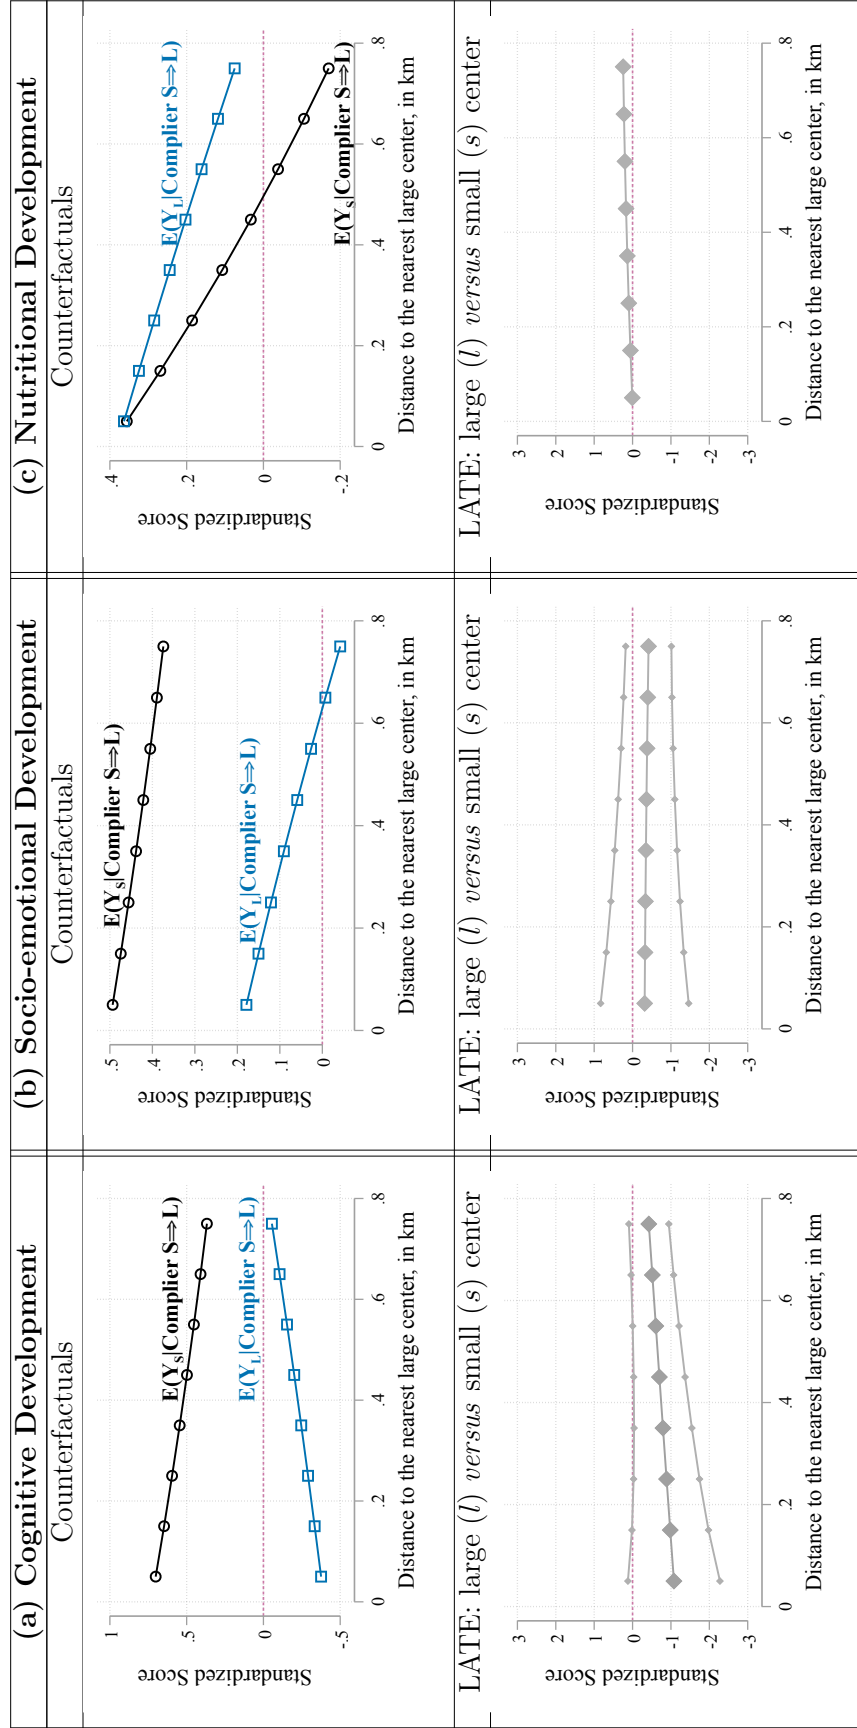 (a) Cognitive Development
Counterfactuals
Standardized Score
1
.5
0
-.5
E(Y_S|Complier S⇒L)
E(Y_L|Complier S⇒L)
0 .2 .4 .6 .8
Distance to the nearest large center, in km
LATE: large (l) versus small (s) center
Standardized Score
3
2
1
0
-1
-2
-3
0 .2 .4 .6 .8
Distance to the nearest large center, in km
(b) Socio-emotional Development
Counterfactuals
Standardized Score
.5
.4
.3
.2
.1
0
E(Y_S|Complier S⇒L)
E(Y_L|Complier S⇒L)
0 .2 .4 .6 .8
Distance to the nearest large center, in km
LATE: large (l) versus small (s) center
Standardized Score
3
2
1
0
-1
-2
-3
0 .2 .4 .6 .8
Distance to the nearest large center, in km
(c) Nutritional Development
Counterfactuals
Standardized Score
.4
.2
0
-.2
E(Y_L|Complier S⇒L)
E(Y_S|Complier S⇒L)
0 .2 .4 .6 .8
Distance to the nearest large center, in km
LATE: large (l) versus small (s) center
Standardized Score
3
2
1
0
-1
-2
-3
0 .2 .4 .6 .8
Distance to the nearest large center, in km